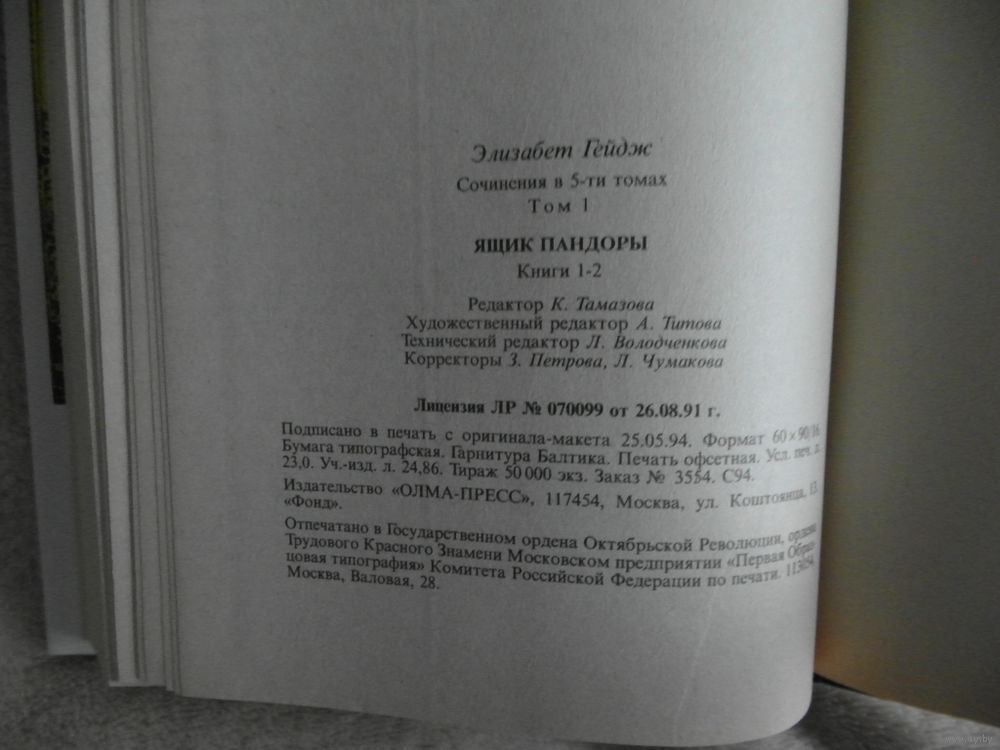 Элизабет Гейдж
Сочинения в 5-ти томах
Том 1
ЯЩИК ПАНДОРЫ
Книги 1-2
Редактор К. Тамазова
Художественный редактор А. Титова
Технический редактор Л. Володченкова
Корректоры З. Петрова, Л. Чумакова
Лицензия ЛР № 070099 от 26.08.91 г.
Подписано в печать с оригинала-макета 25.05.94. Формат 60×90/16.
Бумага типографская. Гарнитура Балтика. Печать офсетная. Усл. печ. л.
23,0. Уч.-изд. л. 24,86. Тираж 50 000 экз. Заказ № 3554. С94.
Издательство «ОЛМА-ПРЕСС», 117454, Москва, ул. Коштоянца, 13.
«Фонд».
Отпечатано в Государственном ордена Октябрьской Революции, ордена
Трудового Красного Знамени Московском предприятии «Первая Образ-
цовая типография» Комитета Российской Федерации по печати. 113054,
Москва, Валовая, 28.